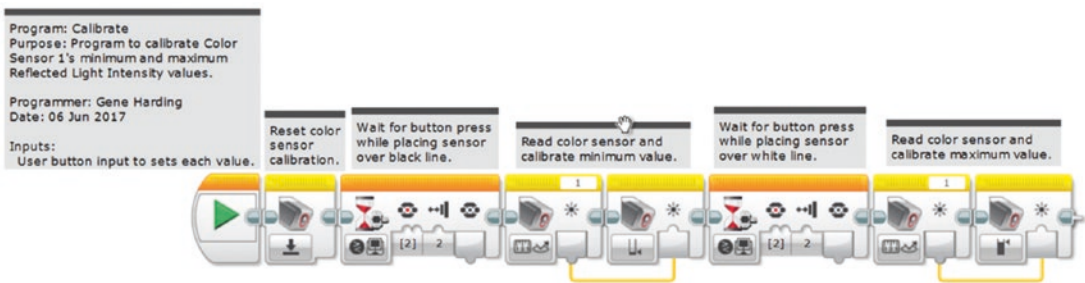 Program: Calibrate
Purpose: Program to calibrate Color
Sensor 1's minimum and maximum
Reflected Light Intensity values.
Programmer: Gene Harding
Date: 06 Jun 2017
Inputs:
User button input to sets each value.
Reset color
sensor
calibration.
Wait for button press
while placing sensor
over black line.
Read color sensor and
calibrate minimum value.
Wait for button press
while placing sensor
over white line.
Read color sensor and
calibrate maximum value.
1
[2] 2
[2] 2
1